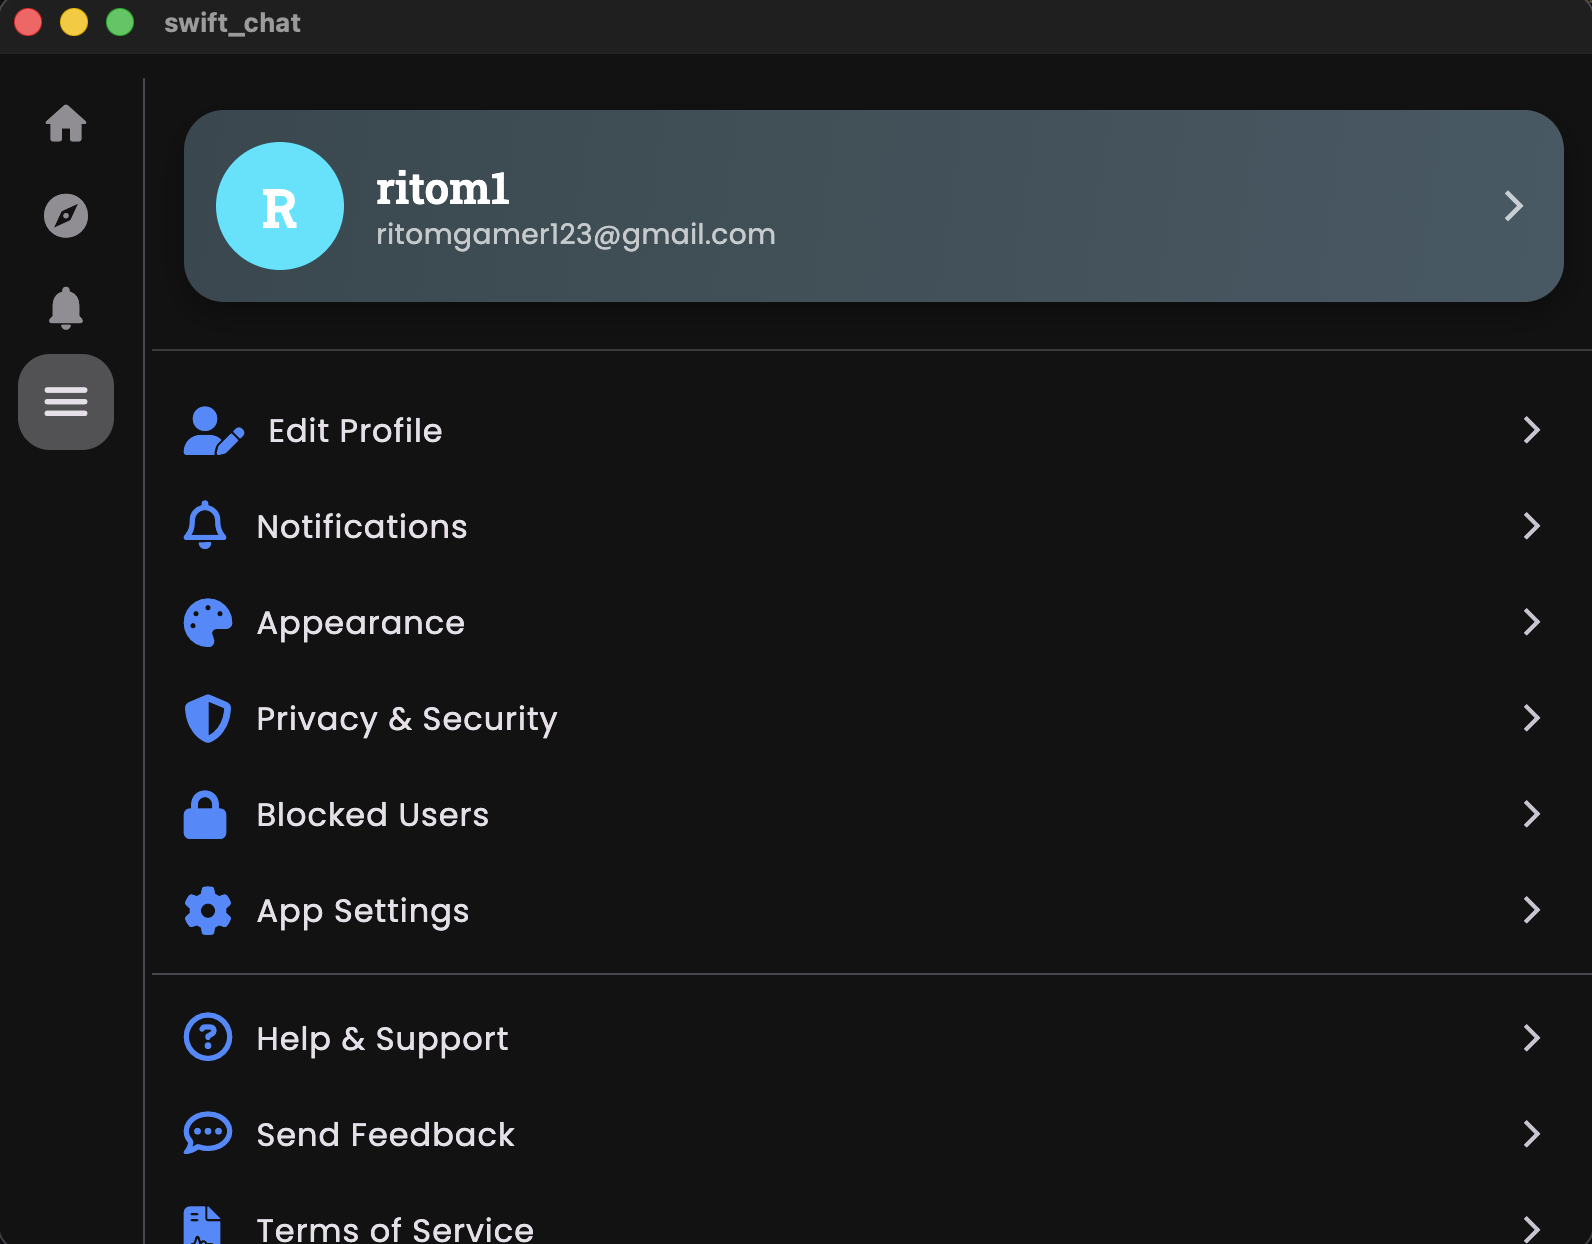 swift_chat
R
ritom1
ritomgamer123@gmail.com
Edit Profile
Notifications
Appearance
Privacy & Security
Blocked Users
App Settings
Help & Support
Send Feedback
Terms of Service